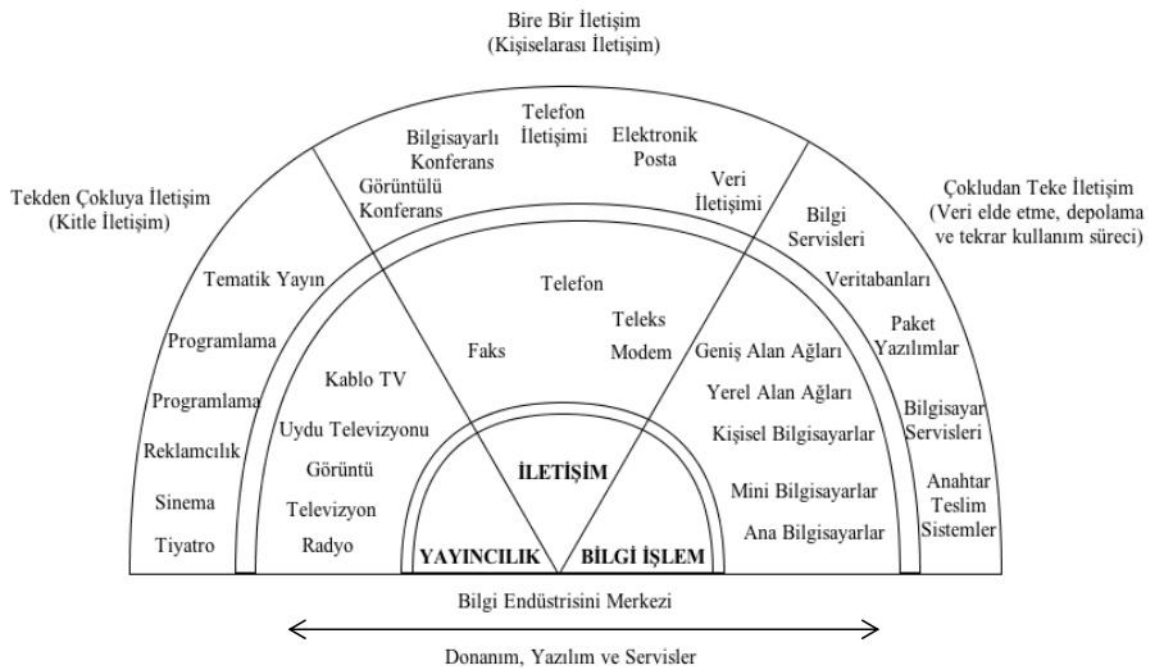 Bire Bir İletişim
(Kişiselarası İletişim)
Tekden Çokluya İletişim
(Kitle İletişim)
Çokludan Teke İletişim
(Veri elde etme, depolama
ve tekrar kullanım süreci)
Tematik Yayın
Programlama
Programlama
Reklamcılık
Sinema
Tiyatro
Görüntülü
Konferans
Bilgisayarlı
Konferans
Telefon
İletişimi
Elektronik
Posta
Veri
İletişimi
Bilgi
Servisleri
Veritabanları
Paket
Yazılımlar
Bilgisayar
Servisleri
Anahtar
Teslim
Sistemler
Kablo TV
Uydu Televizyonu
Görüntü
Televizyon
Radyo
Telefon
Teleks
Faks
Modem
Geniş Alan Ağları
Yerel Alan Ağları
Kişisel Bilgisayarlar
Mini Bilgisayarlar
Ana Bilgisayarlar
İLETİŞİM
YAYINCILIK
BİLGİ İŞLEM
Bilgi Endüstrisini Merkezi
Donanım, Yazılım ve Servisler